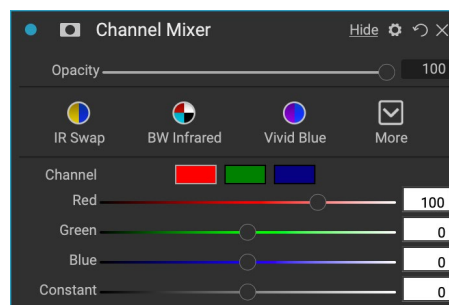 Channel Mixer Hide
Opacity 100
IR Swap BW Infrared Vivid Blue More
Channel
Red 100
Green 0
Blue 0
Constant 0